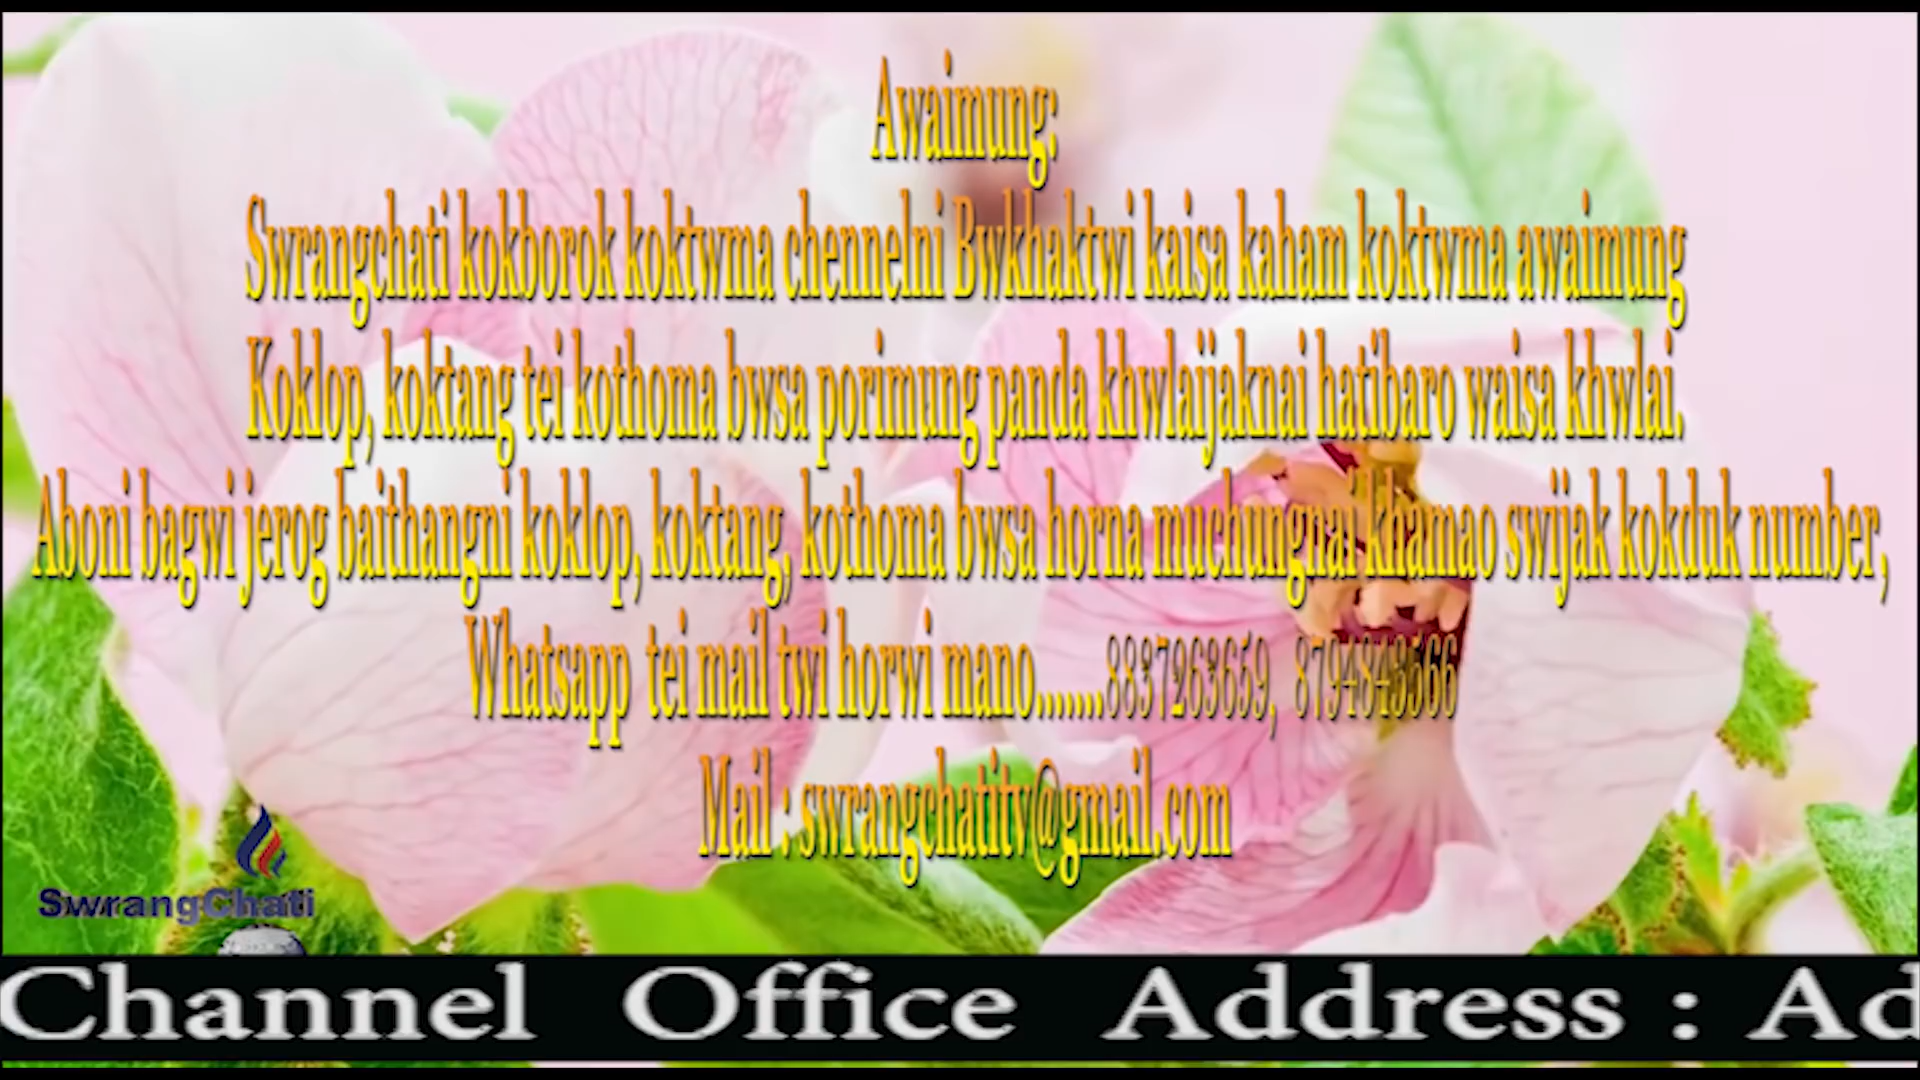 Awaimung:
Swrangchati kokborok koktwma chennelni Bwkhaktwi kaisa kaham koktwma awaimung
Koklop, koktang tei kothoma bwsa porimung panda khwlaijaknai hatibaro waisa khwlai.
Aboni bagwi jerog baithangni koklop, koktang, kothoma bwsa horna muchungnai khamao swijak kokduk number,
Whatsapp tei mail twi horwi mano.......8837263659, 8794843566
Mail : swrangchatitv@gmail.com
SwrangChati
Channel Office Address : Ad